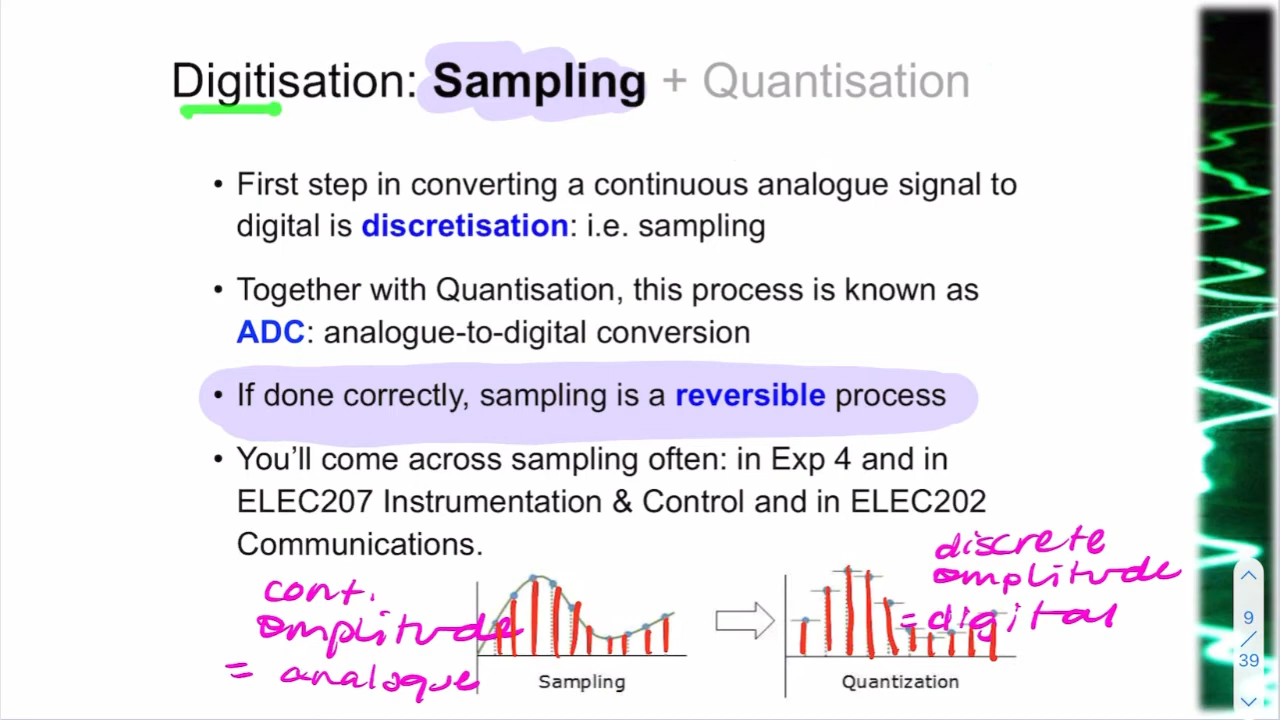 Digitisation: Sampling + Quantisation
• First step in converting a continuous analogue signal to
digital is discretisation: i.e. sampling
• Together with Quantisation, this process is known as
ADC: analogue-to-digital conversion
• If done correctly, sampling is a reversible process
• You'll come across sampling often: in Exp 4 and in
ELEC207 Instrumentation & Control and in ELEC202
Communications.
cont.
amplitude
= analogue
Sampling
discrete
amplitude
= digital
Quantization
9
/
39